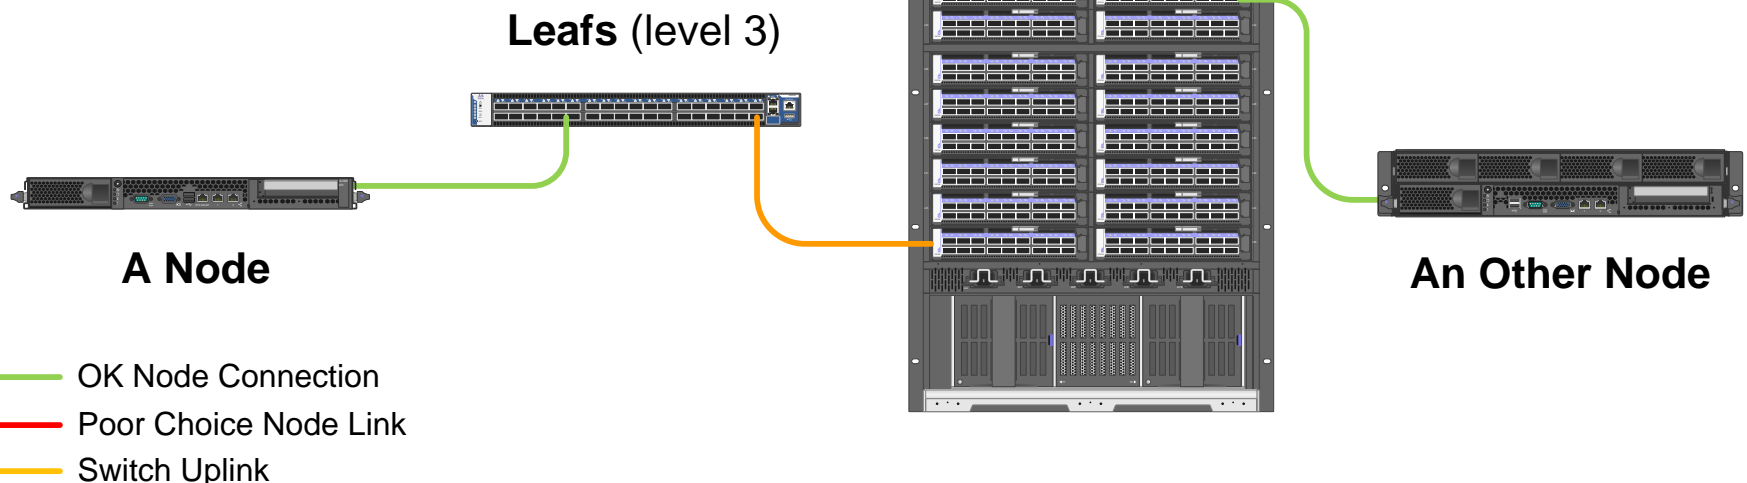 Leafs (level 3)
A Node
An Other Node
OK Node Connection
Poor Choice Node Link
Switch Uplink